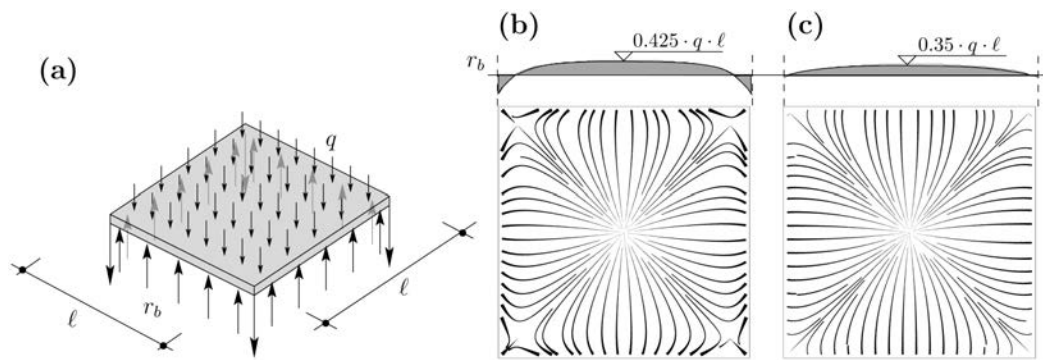 (a)
q
r_b
ℓ
ℓ
(b)
0.425 · q · ℓ
r_b
(c)
0.35 · q · ℓ